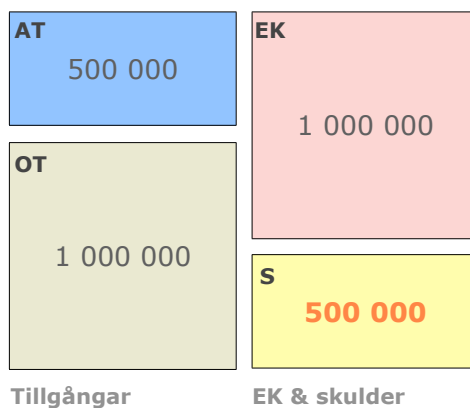 AT
500 000
OT
1 000 000
Tillgångar
EK
1 000 000
S
500 000
EK & skulder